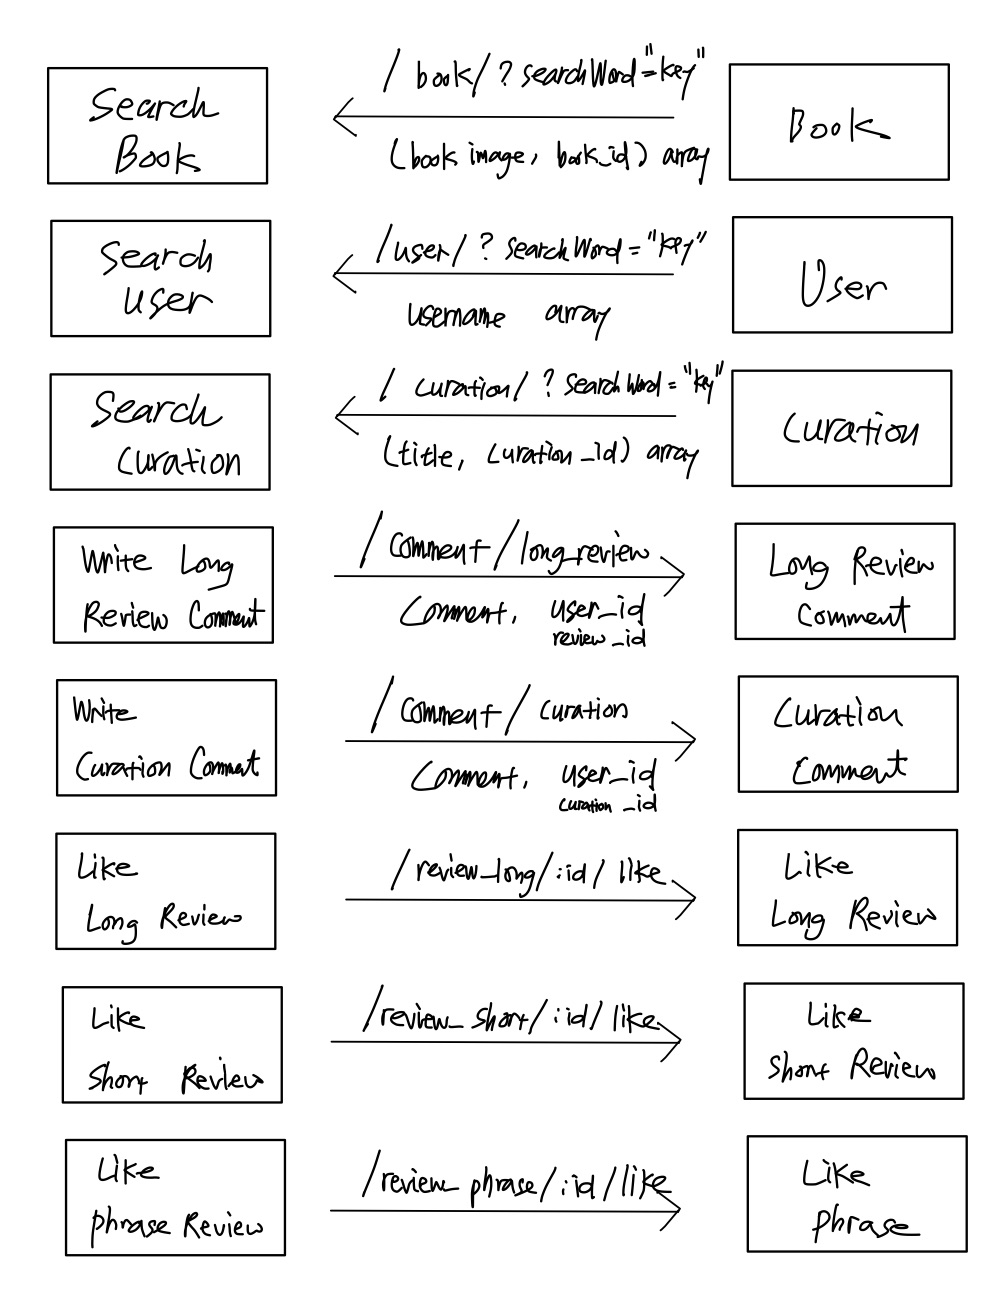 Search
Book
/ book/ ? searchWord="key"
(book image, book_id) array
Book
Search
User
/user/ ? searchWord="key"
username array
User
Search
Curation
/ curation/ ? searchWord="key"
(title, curation_id) array
Curation
Write Long
Review Comment
/comment/long_review
Comment, user_id
review_id
Long Review
Comment
Write
Curation Comment
/comment/ curation
Comment, user_id
curation_id
Curation
Comment
Like
Long Review
/review_long/:id/ like
Like
Long Review
Like
Short Review
/review_short/:id/like
Like
Short Review
Like
phrase Review
/review_phrase/:id/like
Like
phrase